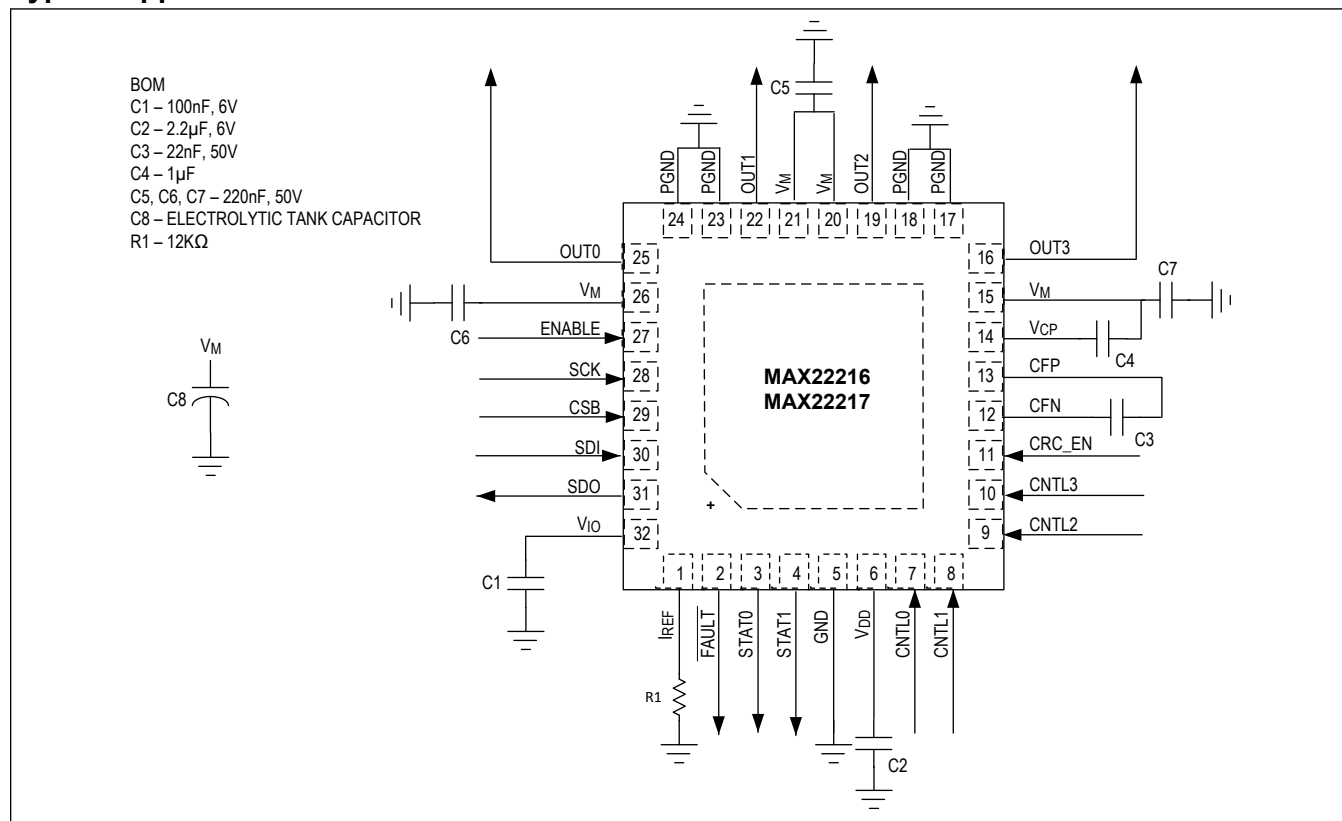 BOM
C1 – 100nF, 6V
C2 – 2.2µF, 6V
C3 – 22nF, 50V
C4 – 1µF
C5, C6, C7 – 220nF, 50V
C8 – ELECTROLYTIC TANK CAPACITOR
R1 – 12KΩ
C5
PGND
PGND
OUT1
VM
VM
OUT2
PGND
PGND
24
23
22
21
20
19
18
17
OUT0
25
VM
26
C6
ENABLE
27
SCK
28
CSB
29
SDI
30
SDO
31
VIO
32
C1
VM
C8
MAX22216
MAX22217
+
16
OUT3
15
VM
C7
14
VCP
C4
13
CFP
12
CFN
C3
11
CRC_EN
10
CNTL3
9
CNTL2
1
2
3
4
5
6
7
8
IREF
FAULT
STAT0
STAT1
GND
VDD
CNTL0
CNTL1
R1
C2